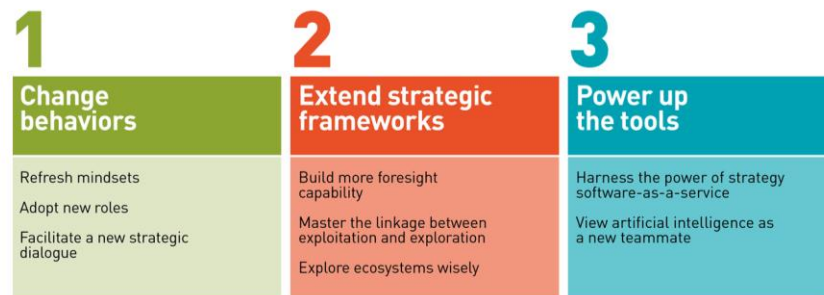 1
Change
behaviors
Refresh mindsets
Adopt new roles
Facilitate a new strategic
dialogue
2
Extend strategic
frameworks
Build more foresight
capability
Master the linkage between
exploitation and exploration
Explore ecosystems wisely
3
Power up
the tools
Harness the power of strategy
software-as-a-service
View artificial intelligence as
a new teammate